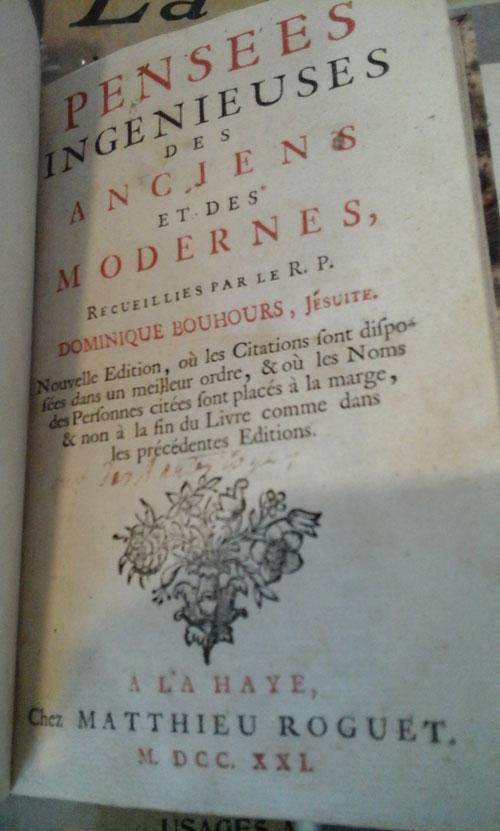 La
PENSEES
INGENIEUSES
DES
ANCIENS
ET DES
MODERNES,
RECUEILLIES PAR LE R. P.
DOMINIQUE BOUHOURS, JÉSUITE.
Nouvelle Edition, où les Citations ſont diſpo-
ſées dans un meilleur ordre, & où les Noms
des Perſonnes citées ſont placés à la marge,
& non à la fin du Livre comme dans
les précédentes Editions.
A LA HAYE,
Chez MATTHIEU ROGUET.
M. DCC. XXI.
USAGES A